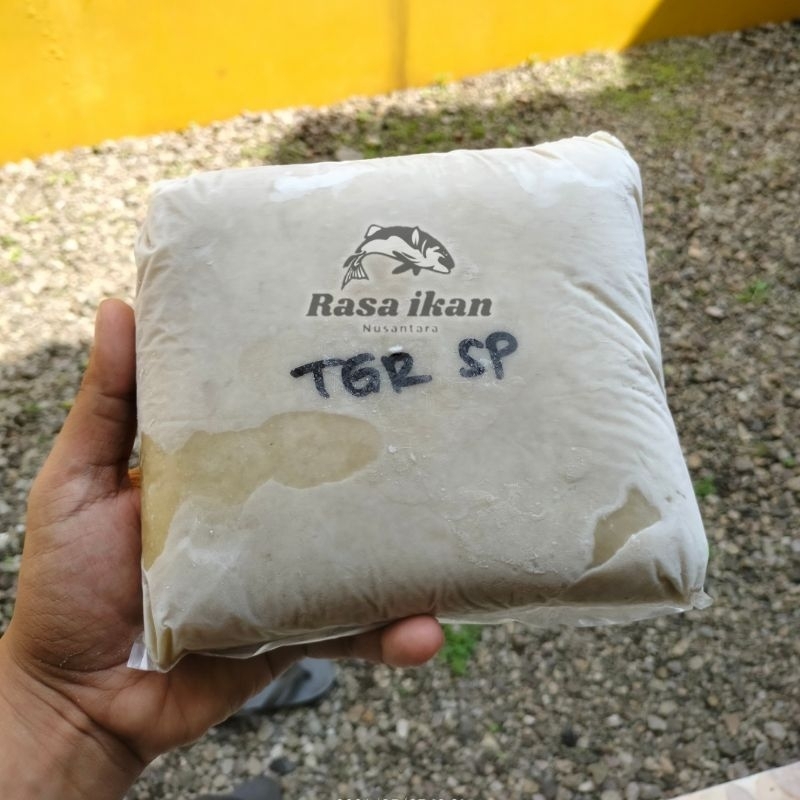 Rasa ikan
Nusantara
TGR SP